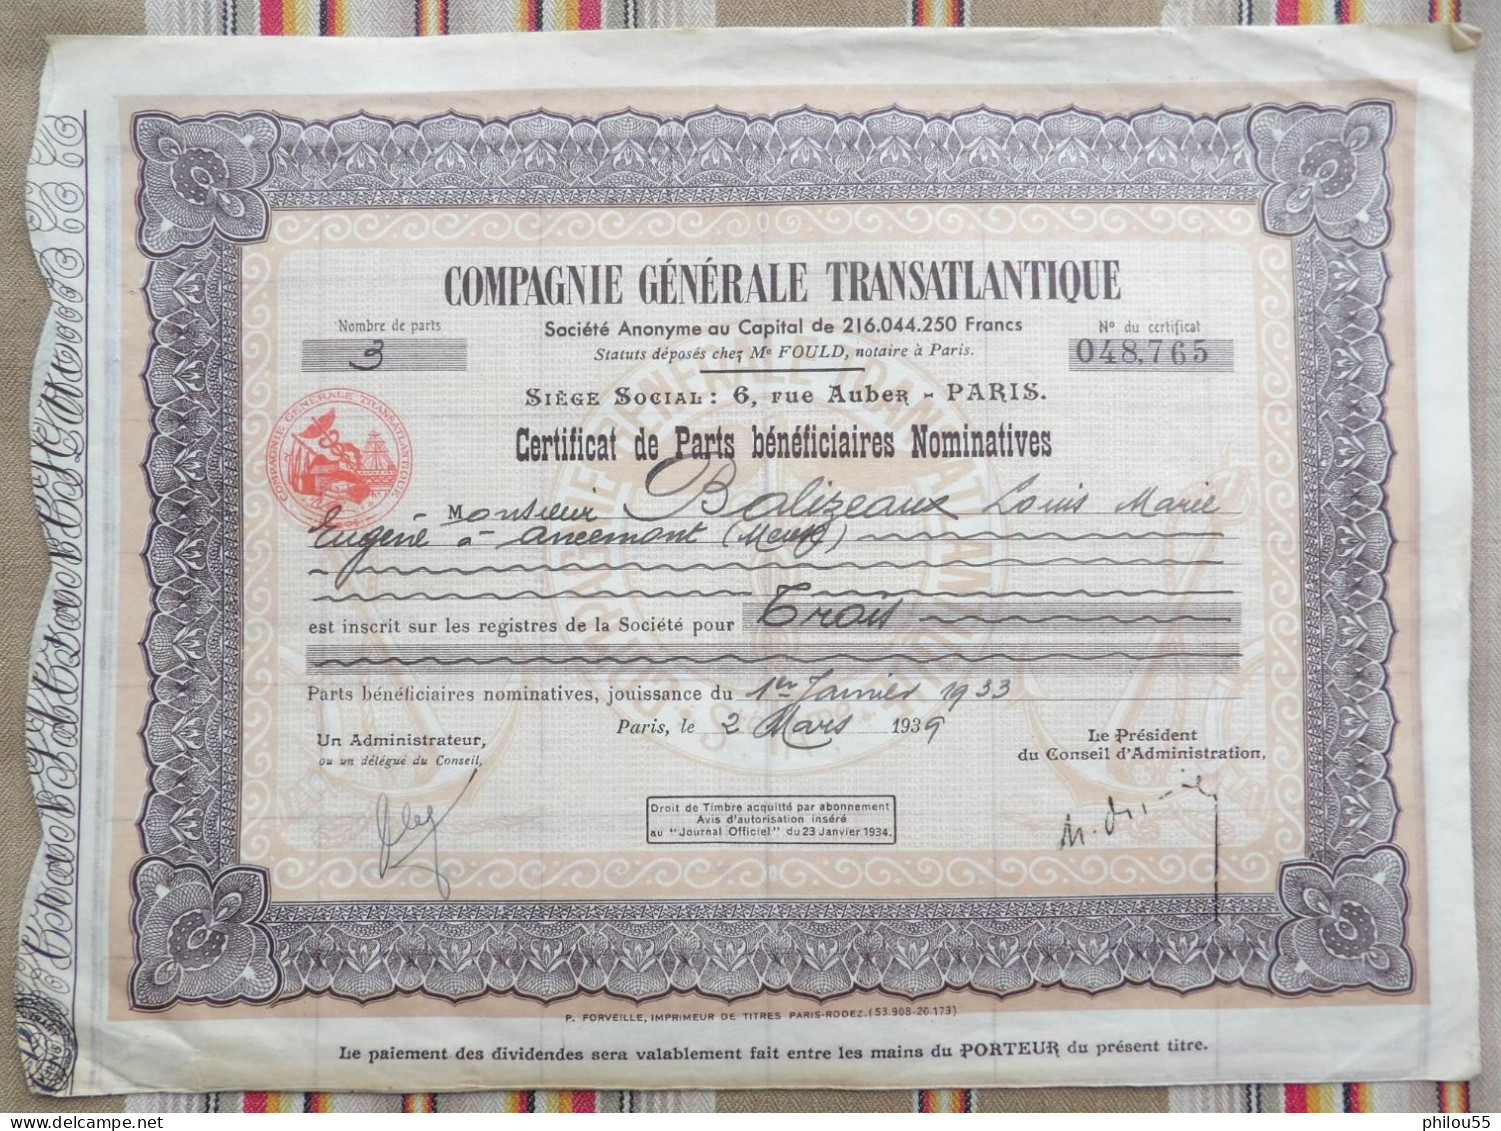 COMPAGNIE GÉNÉRALE TRANSATLANTIQUE
Nombre de parts
3
Société Anonyme au Capital de 216.044.250 Francs
Statuts déposés chez Me FOULD, notaire à Paris.
No du certificat
048,765
SIÈGE SOCIAL : 6, rue Auber - PARIS.
COMPAGNIE GÉNÉRALE TRANSATLANTIQUE
Certificat de Parts bénéficiaires Nominatives
Monsieur Balizeaux Louis Marie
Eugène à Ancemont (Meuse)
est inscrit sur les registres de la Société pour Trois
Parts bénéficiaires nominatives, jouissance du 1er Janvier 1933
Paris, le 2 Mars 1939
Un Administrateur,
ou un délégué du Conseil,
Le Président
du Conseil d'Administration,
Droit de Timbre acquitté par abonnement
Avis d'autorisation inséré
au "Journal Officiel" du 23 Janvier 1934.
P. FORVEILLE, IMPRIMEUR DE TITRES PARIS-RODEZ. (53.908-20.173)
Le paiement des dividendes sera valablement fait entre les mains du PORTEUR du présent titre.
philou55